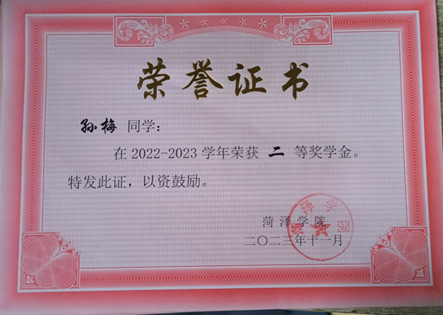 荣誉证书
孙梅 同学：
在 2022-2023 学年荣获 二 等奖学金。
特发此证，以资鼓励。
菏泽学院
二〇二三年十一月